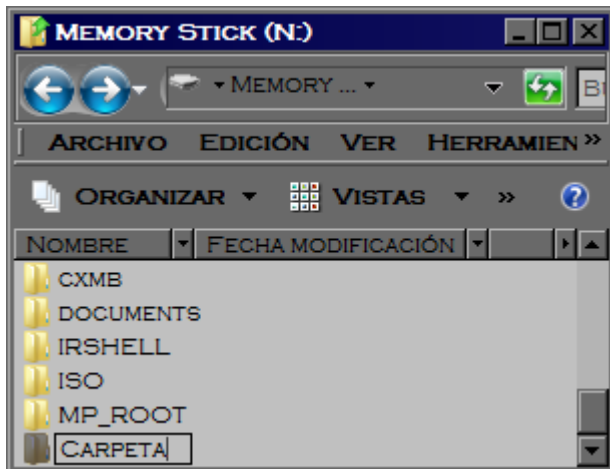 Memory Stick (N:)
Memory ...
Archivo Edición Ver Herramien »
Organizar Vistas »
Nombre Fecha modificación
CXMB
DOCUMENTS
IRSHELL
ISO
MP_ROOT
Carpeta